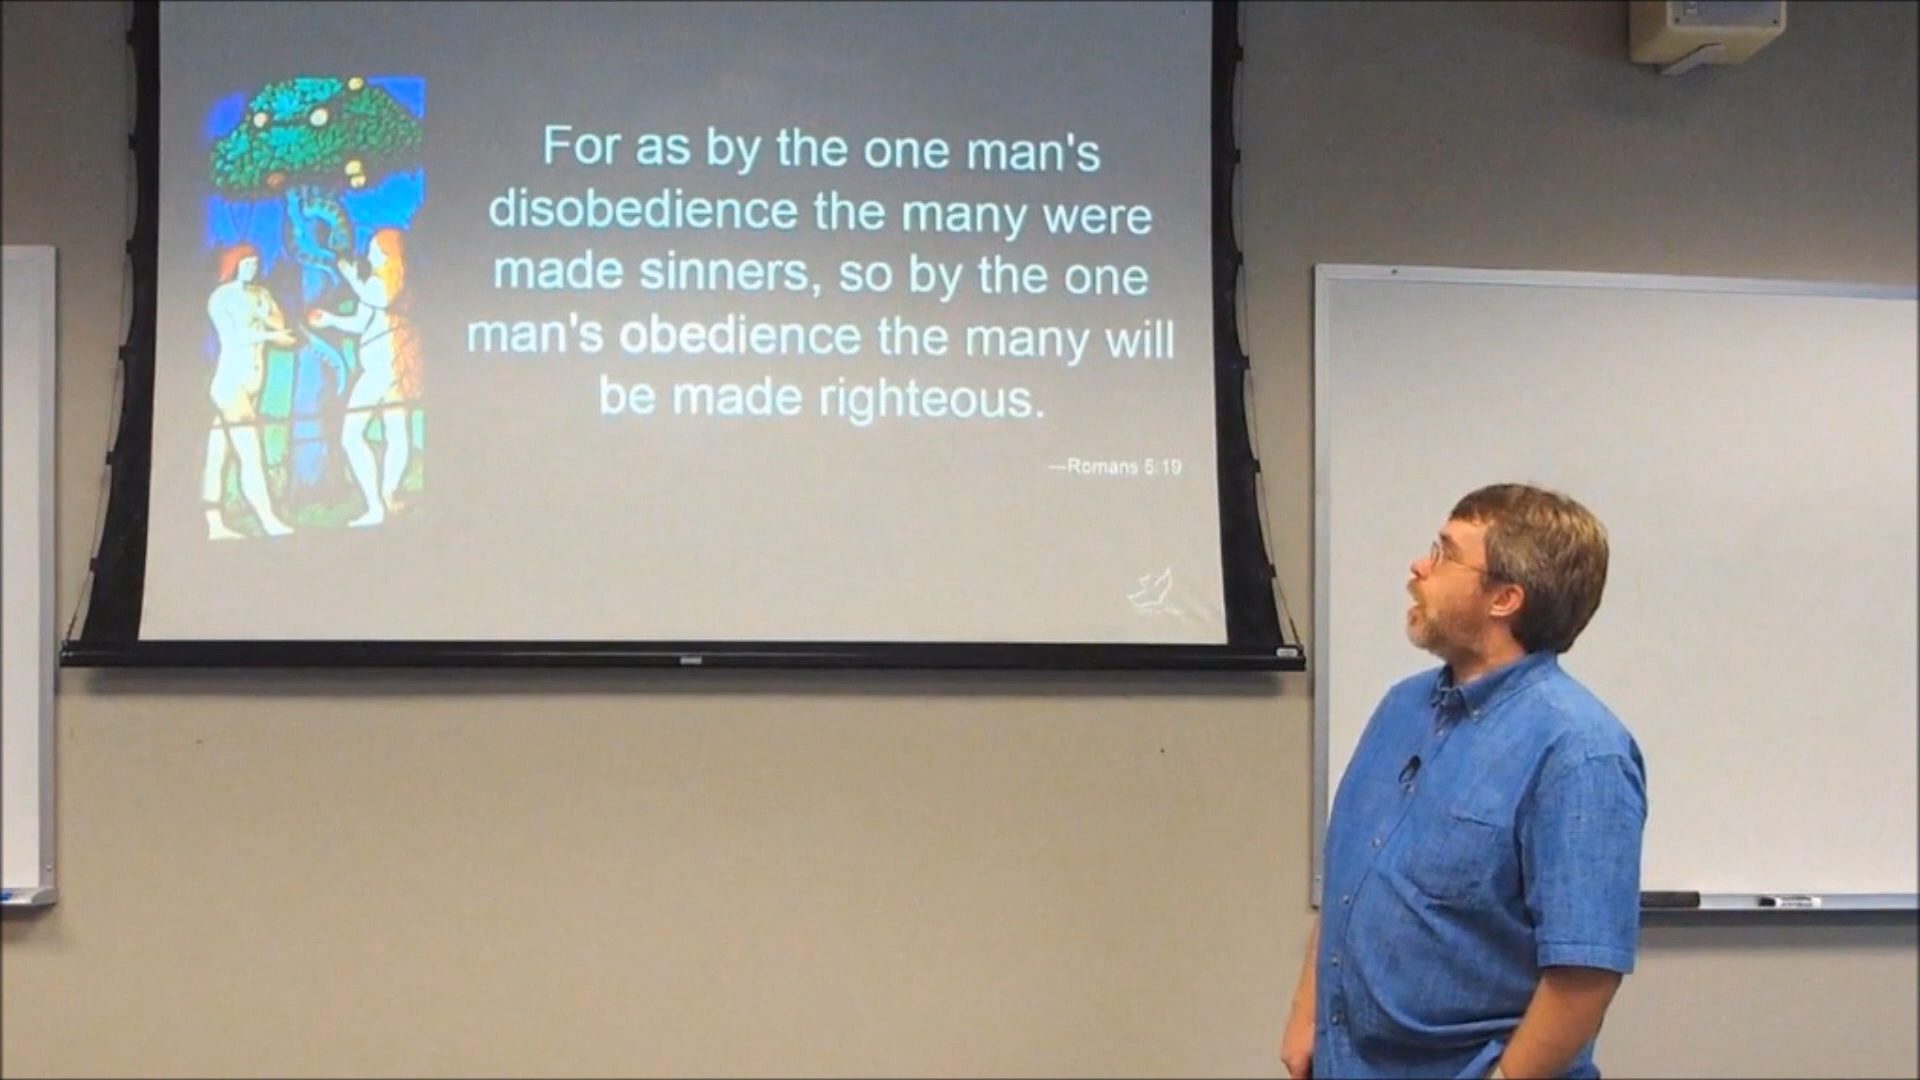 For as by the one man's
disobedience the many were
made sinners, so by the one
man's obedience the many will
be made righteous.
—Romans 5:19